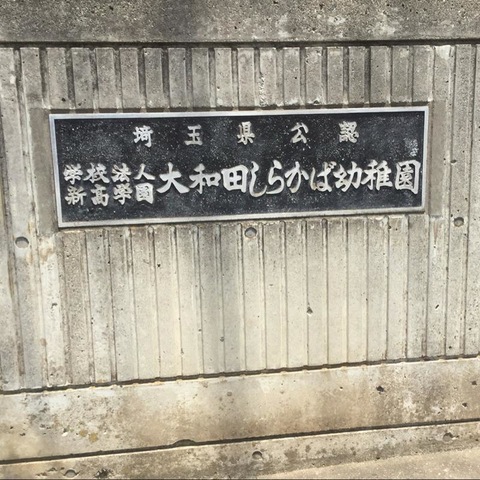 埼玉県公認
学校法人
新高学園
大和田しらかば幼稚園